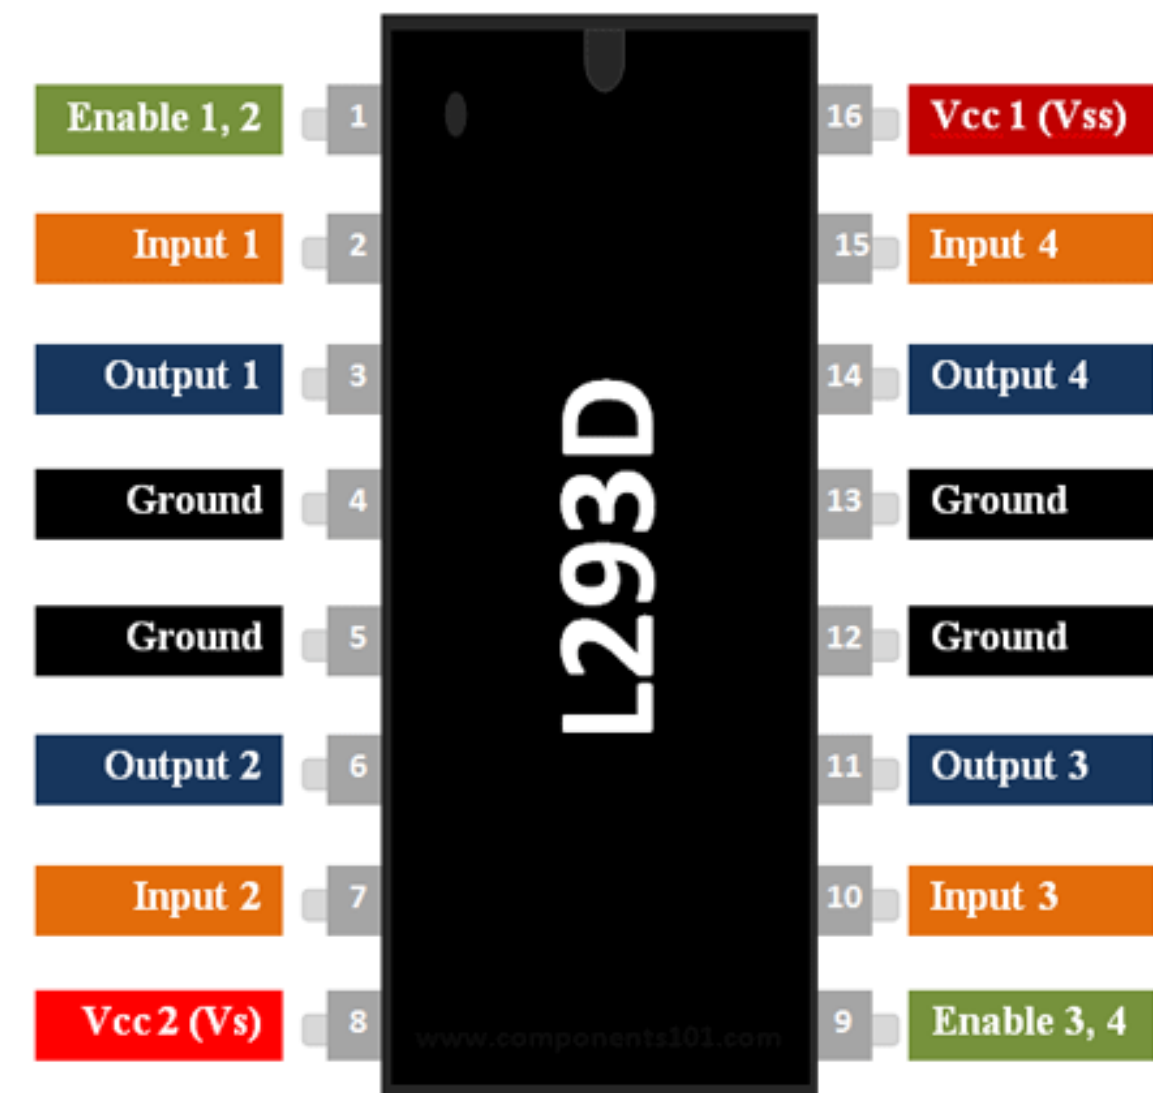 Enable 1, 2 1 16 Vcc 1 (Vss)
Input 1 2 15 Input 4
Output 1 3 14 Output 4
Ground 4 13 Ground
L293D
Ground 5 12 Ground
Output 2 6 11 Output 3
Input 2 7 10 Input 3
Vcc 2 (Vs) 8 9 Enable 3, 4
www.components101.com